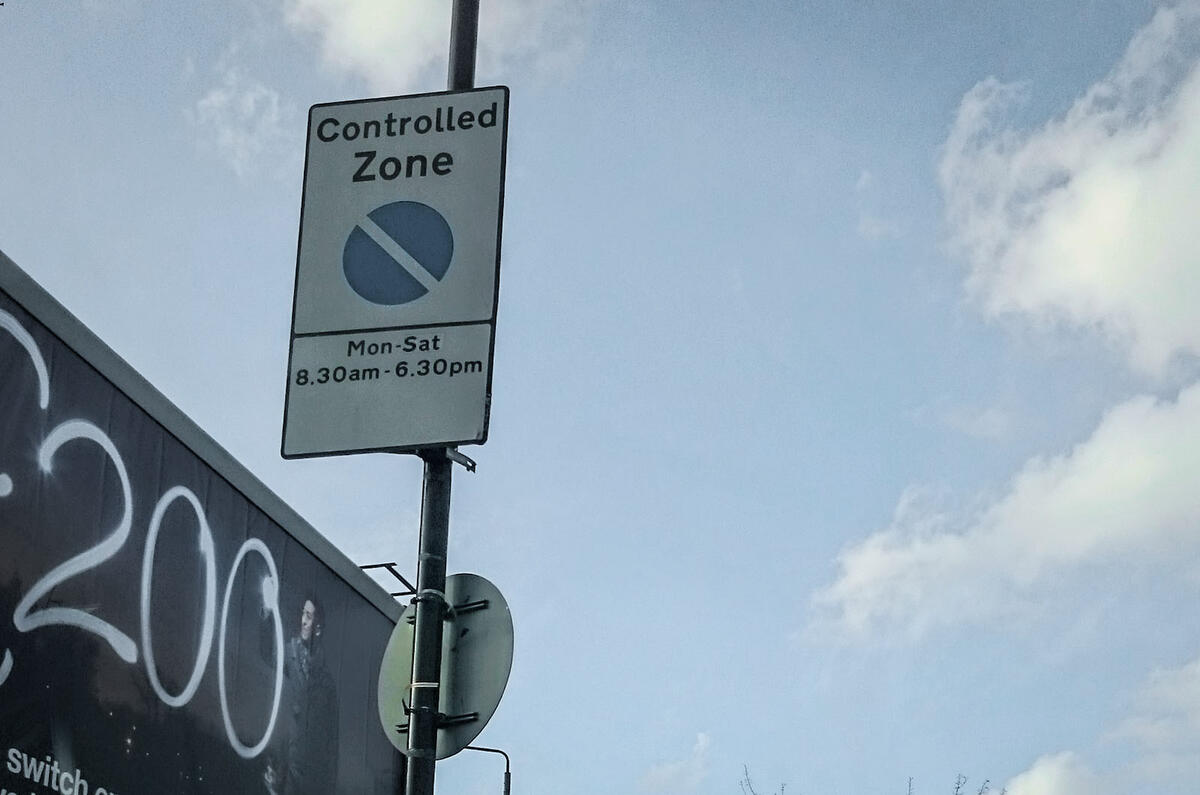 Controlled
Zone
Mon-Sat
8.30am-6.30pm
200
switch